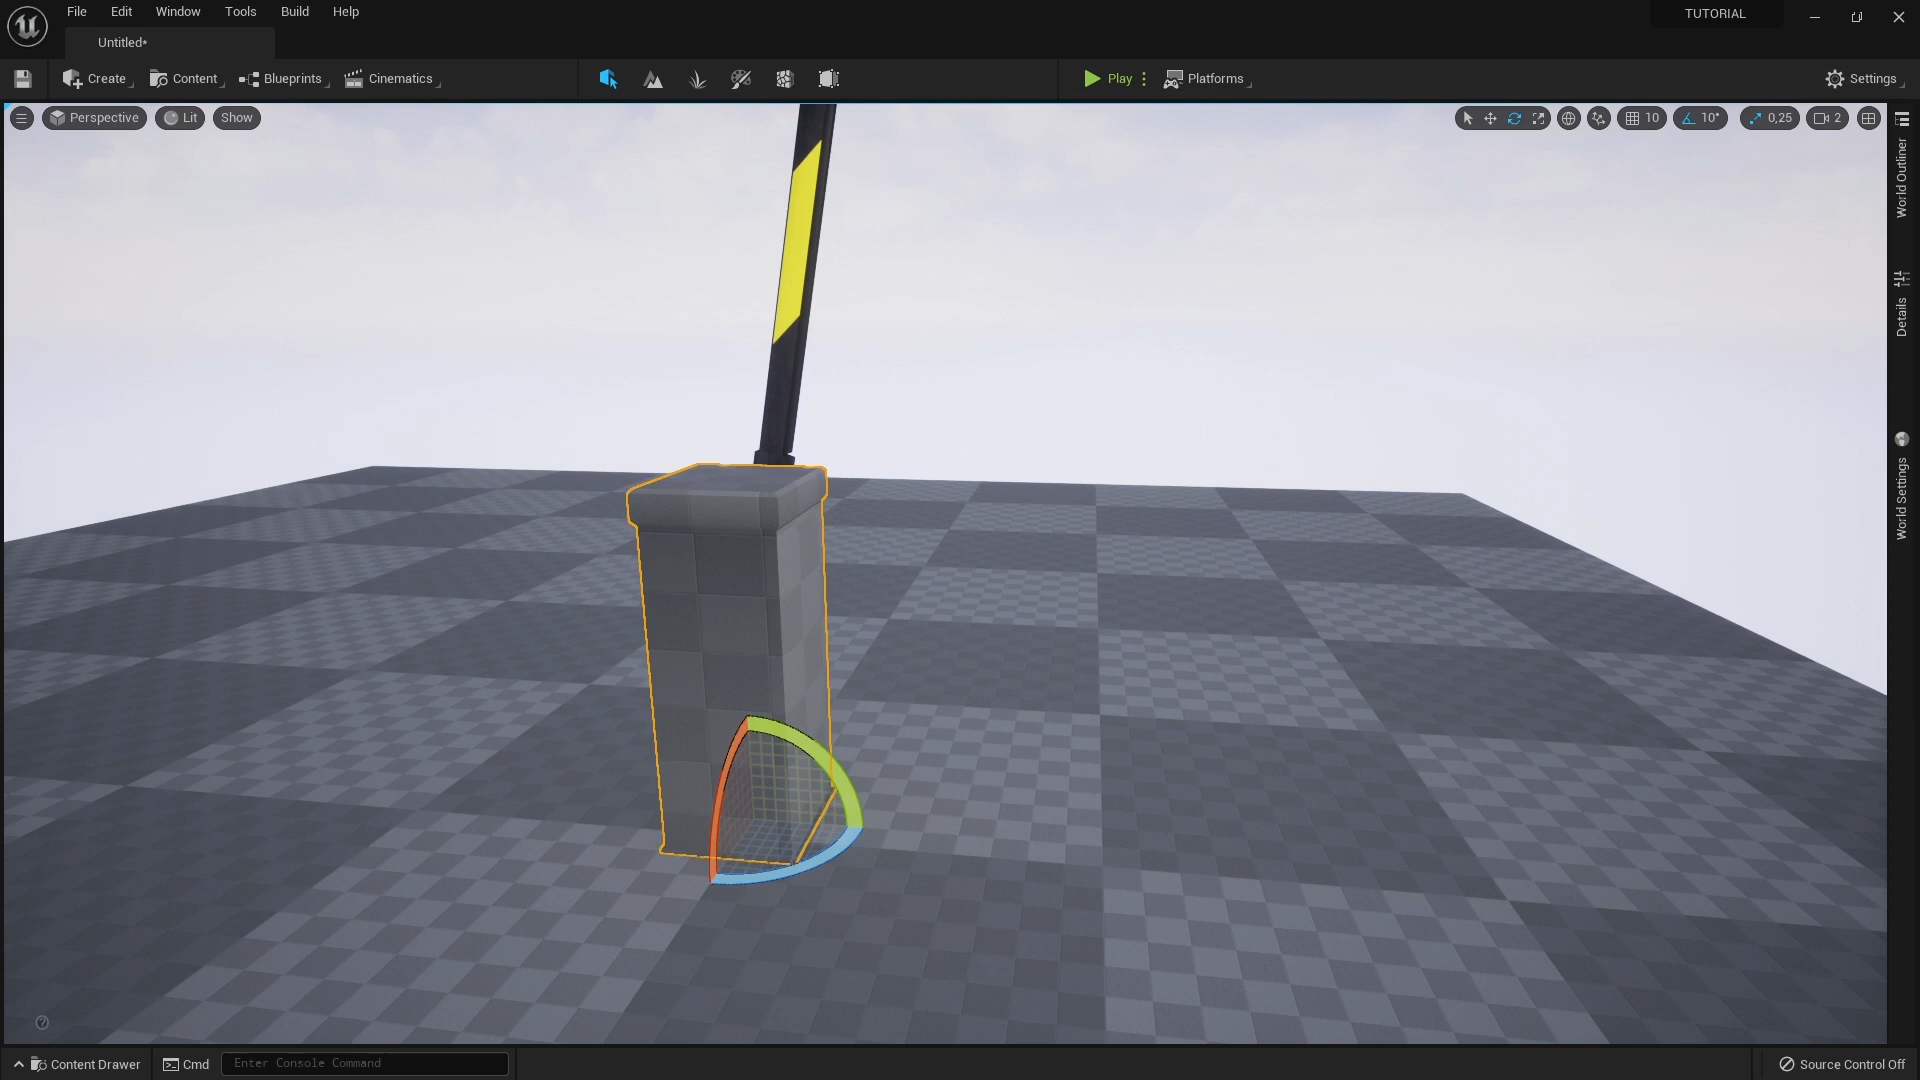 File Edit Window Tools Build Help
TUTORIAL
Untitled*
Create Content Blueprints Cinematics Play Platforms Settings
Perspective Lit Show 10 10° 0,25 2
World Outliner
Details
World Settings
Content Drawer Cmd Enter Console Command Source Control Off